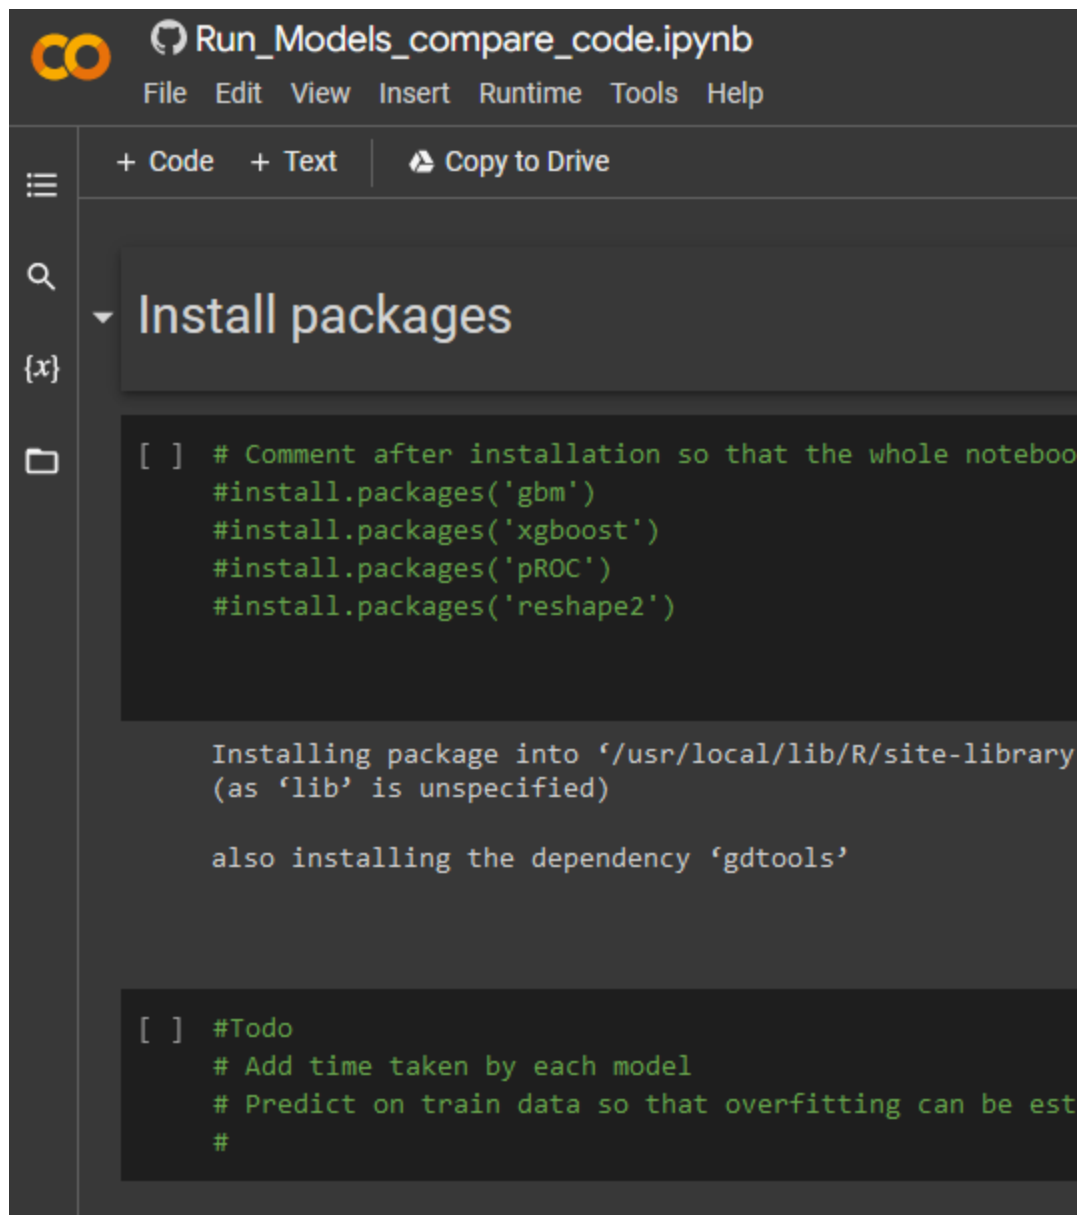 Run_Models_compare_code.ipynb
File Edit View Insert Runtime Tools Help
+ Code + Text Copy to Drive
Install packages
{x}
[ ] # Comment after installation so that the whole noteboo
#install.packages('gbm')
#install.packages('xgboost')
#install.packages('pROC')
#install.packages('reshape2')
Installing package into ‘/usr/local/lib/R/site-library
(as ‘lib’ is unspecified)
also installing the dependency ‘gdtools’
[ ] #Todo
# Add time taken by each model
# Predict on train data so that overfitting can be est
#